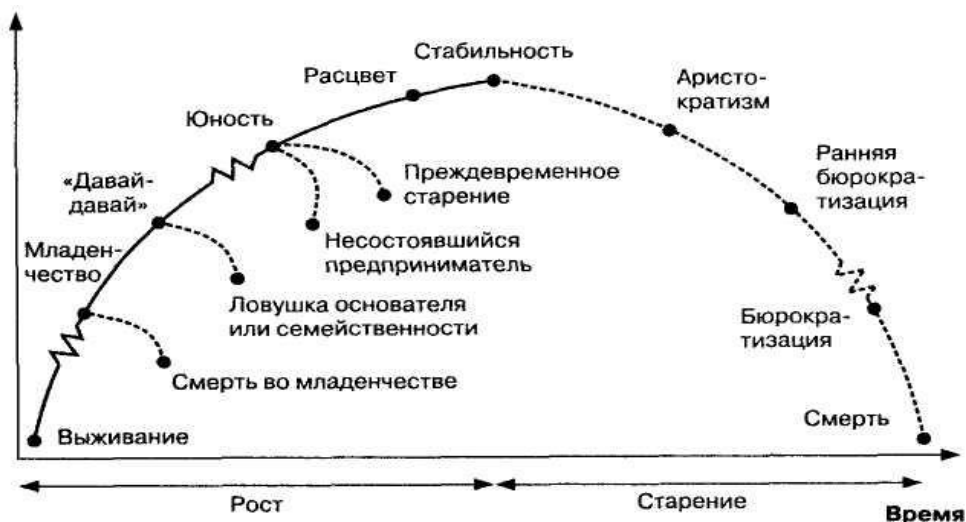 Стабильность
Расцвет
Аристо-
кратизм
Юность
Ранняя
бюрокра-
тизация
«Давай-
давай»
Преждевременное
старение
Младен-
чество
Несостоявшийся
предприниматель
Ловушка основателя
или семейственности
Бюрокра-
тизация
Смерть во младенчестве
Выживание
Смерть
Рост
Старение
Время